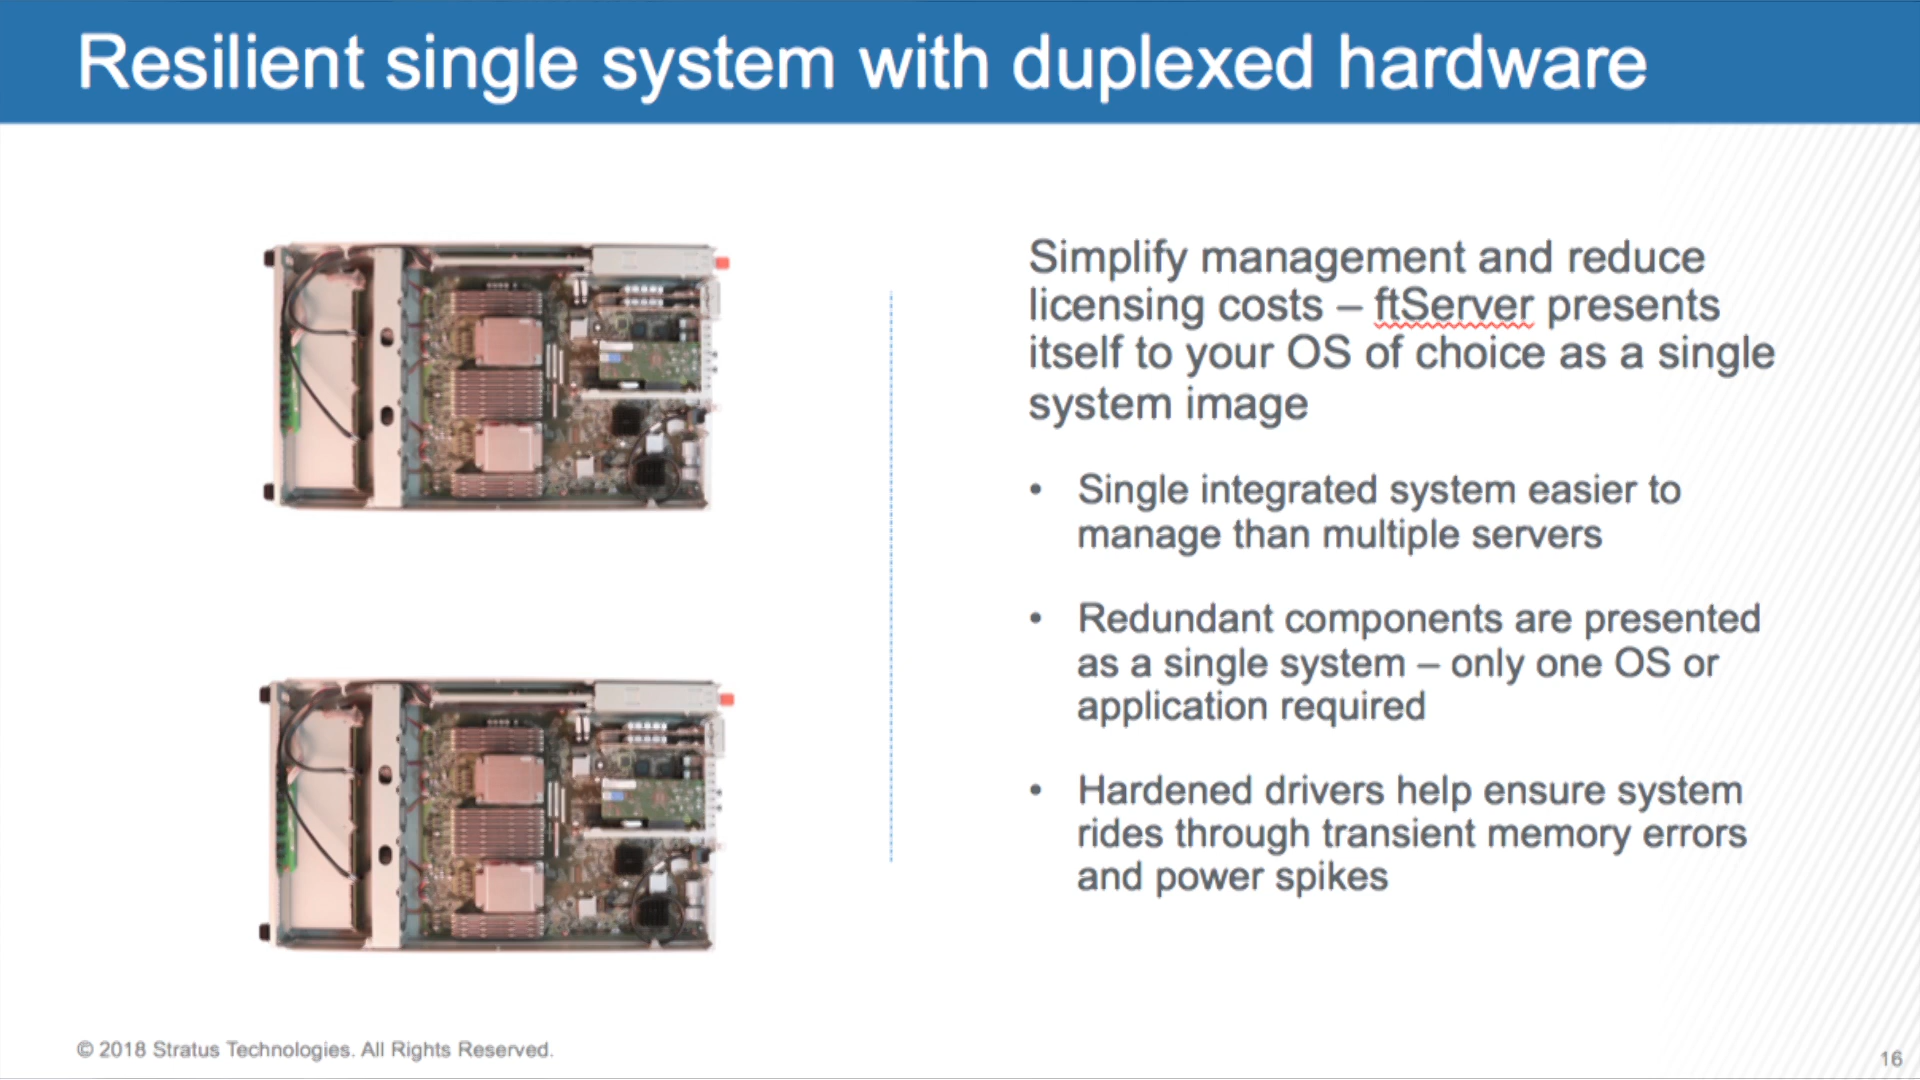 Resilient single system with duplexed hardware
Simplify management and reduce
licensing costs – ftServer presents
itself to your OS of choice as a single
system image
• Single integrated system easier to
manage than multiple servers
• Redundant components are presented
as a single system – only one OS or
application required
• Hardened drivers help ensure system
rides through transient memory errors
and power spikes
© 2018 Stratus Technologies. All Rights Reserved.
16